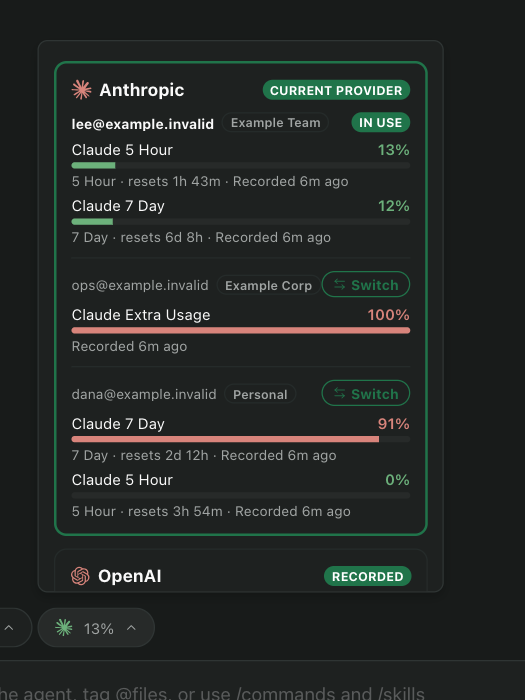 Anthropic CURRENT PROVIDER
lee@example.invalid Example Team IN USE
Claude 5 Hour 13%
5 Hour · resets 1h 43m · Recorded 6m ago
Claude 7 Day 12%
7 Day · resets 6d 8h · Recorded 6m ago
ops@example.invalid Example Corp Switch
Claude Extra Usage 100%
Recorded 6m ago
dana@example.invalid Personal Switch
Claude 7 Day 91%
7 Day · resets 2d 12h · Recorded 6m ago
Claude 5 Hour 0%
5 Hour · resets 3h 54m · Recorded 6m ago
OpenAI RECORDED
13%
he agent, tag @files, or use /commands and /skills